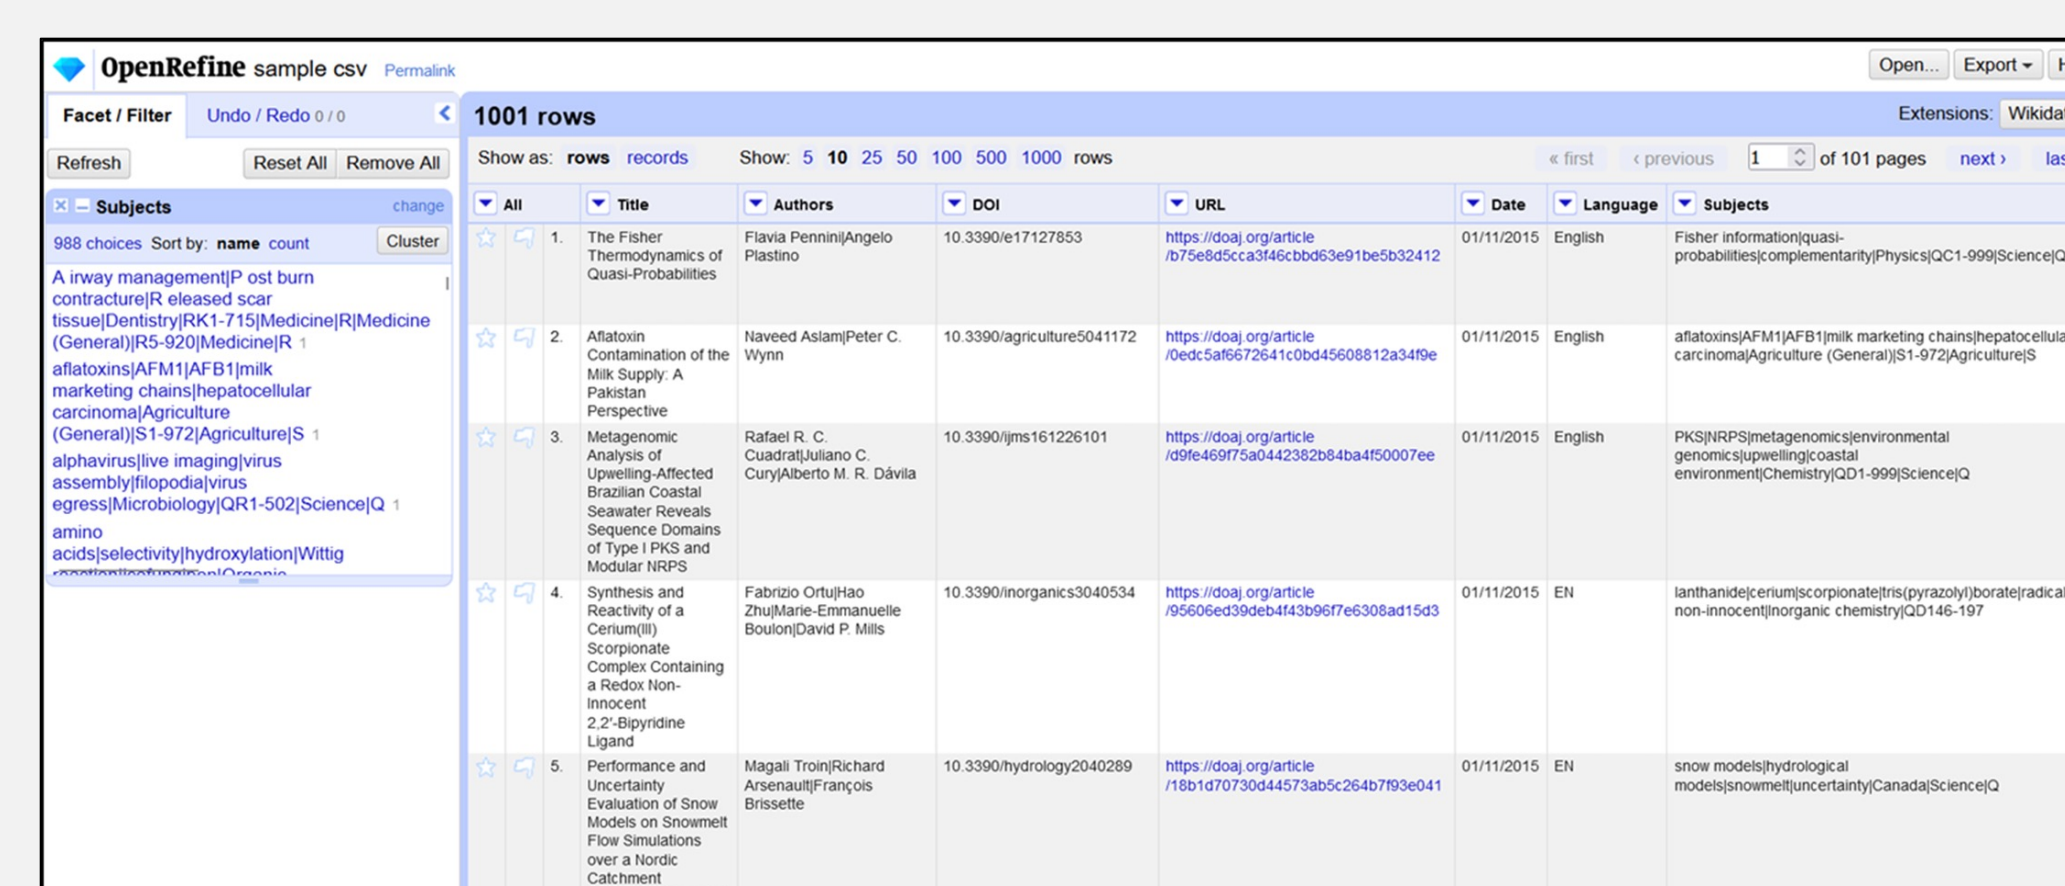 OpenRefine sample csv Permalink
Open... Export
Facet / Filter Undo / Redo 0 / 0
1001 rows
Extensions:
Refresh Reset All Remove All
Show as: rows records Show: 5 10 25 50 100 500 1000 rows
« first ‹ previous 1 of 101 pages next ›
Subjects change
988 choices Sort by: name count Cluster
A irway management|P ost burn
contracture|R eleased scar
tissue|Dentistry|RK1-715|Medicine|R|Medicine
(General)|R5-920|Medicine|R 1
aflatoxins|AFM1|AFB1|milk
marketing chains|hepatocellular
carcinoma|Agriculture
(General)|S1-972|Agriculture|S 1
alphavirus|live imaging|virus
assembly|filopodia|virus
egress|Microbiology|QR1-502|Science|Q 1
amino
acids|selectivity|hydroxylation|Wittig
All Title Authors DOI URL Date Language Subjects
1.
The Fisher
Thermodynamics of
Quasi-Probabilities
Flavia Pennini|Angelo
Plastino
10.3390/e17127853
https://doaj.org/article
/b75e8d5cca3f46cbbd63e91be5b32412
01/11/2015
English
Fisher information|quasi-
probabilities|complementarity|Physics|QC1-999|Science|Q
2.
Aflatoxin
Contamination of the
Milk Supply: A
Pakistan
Perspective
Naveed Aslam|Peter C.
Wynn
10.3390/agriculture5041172
https://doaj.org/article
/0edc5af6672641c0bd45608812a34f9e
01/11/2015
English
aflatoxins|AFM1|AFB1|milk marketing chains|hepatocellula
carcinoma|Agriculture (General)|S1-972|Agriculture|S
3.
Metagenomic
Analysis of
Upwelling-Affected
Brazilian Coastal
Seawater Reveals
Sequence Domains
of Type I PKS and
Modular NRPS
Rafael R. C.
Cuadrat|Juliano C.
Cury|Alberto M. R. Dávila
10.3390/ijms161226101
https://doaj.org/article
/d9fe469f75a0442382b84ba4f50007ee
01/11/2015
English
PKS|NRPS|metagenomics|environmental
genomics|upwelling|coastal
environment|Chemistry|QD1-999|Science|Q
4.
Synthesis and
Reactivity of a
Cerium(III)
Scorpionate
Complex Containing
a Redox Non-
Innocent
2,2′-Bipyridine
Ligand
Fabrizio Ortu|Hao
Zhu|Marie-Emmanuelle
Boulon|David P. Mills
10.3390/inorganics3040534
https://doaj.org/article
/95606ed39deb4f43b96f7e6308ad15d3
01/11/2015
EN
lanthanide|cerium|scorpionate|tris(pyrazolyl)borate|radical
non-innocent|Inorganic chemistry|QD146-197
5.
Performance and
Uncertainty
Evaluation of Snow
Models on Snowmelt
Flow Simulations
over a Nordic
Catchment
Magali Troin|Richard
Arsenault|François
Brissette
10.3390/hydrology2040289
https://doaj.org/article
/18b1d70730d44573ab5c264b7f93e041
01/11/2015
EN
snow models|hydrological
models|snowmelt|uncertainty|Canada|Science|Q